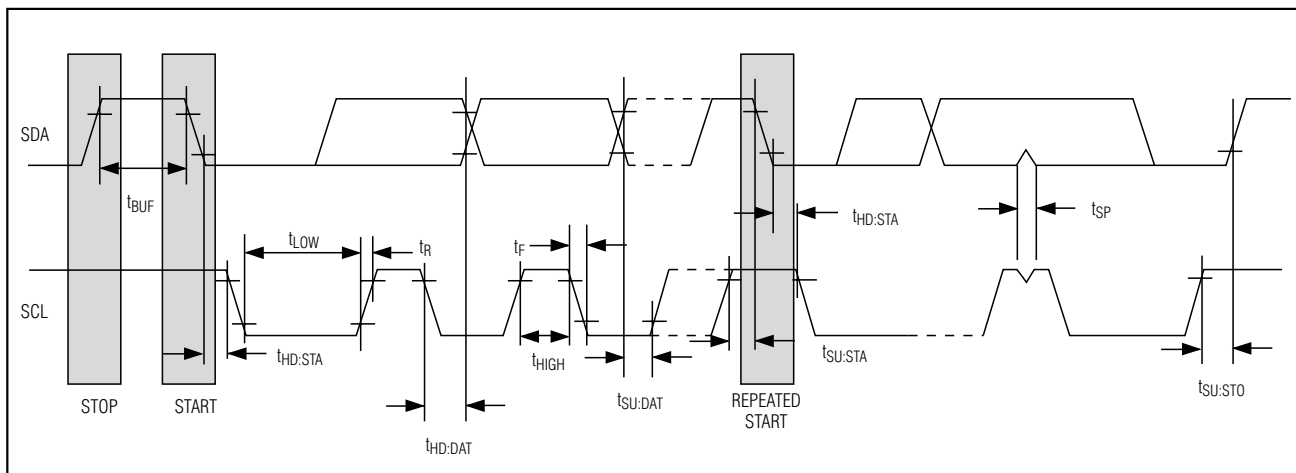 SDA
tBUF
tHD:STA
tSP
tLOW
tR
tF
SCL
tHD:STA
tHIGH
tSU:STA
tSU:DAT
tSU:STO
STOP
START
REPEATED
START
tHD:DAT